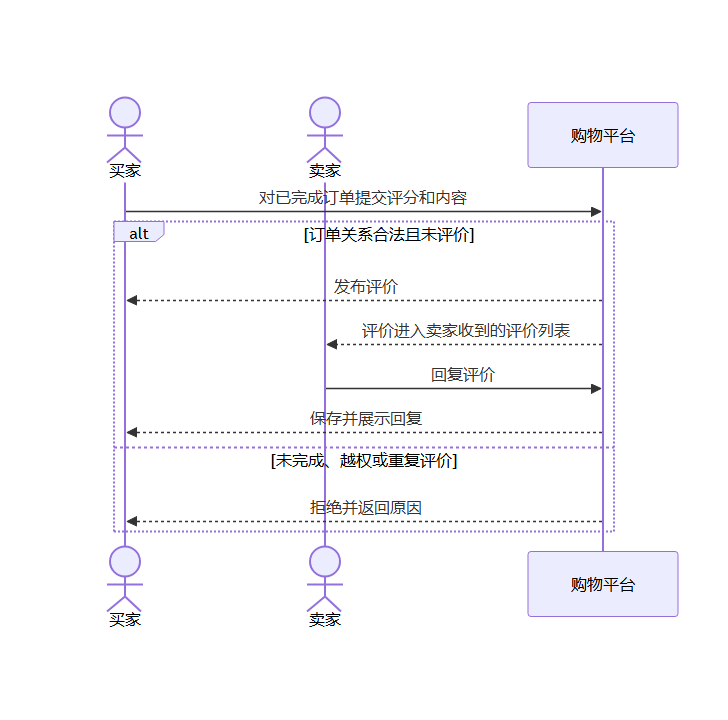 买家
卖家
购物平台
对已完成订单提交评分和内容
alt
[订单关系合法且未评价]
发布评价
评价进入卖家收到的评价列表
回复评价
保存并展示回复
[未完成、越权或重复评价]
拒绝并返回原因
买家
卖家
购物平台